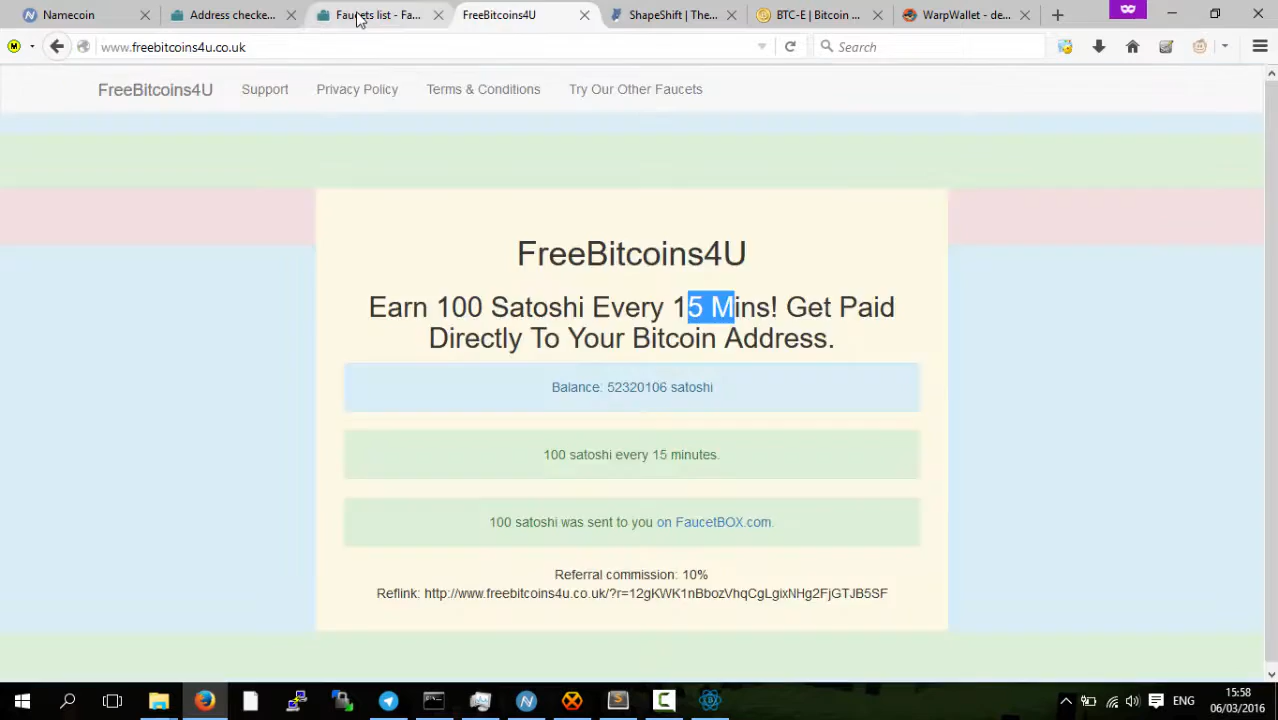 Namecoin
Address checke...
Faucets list - Fa...
FreeBitcoins4U
ShapeShift | The...
BTC-E | Bitcoin ...
WarpWallet - de...
www.freebitcoins4u.co.uk
Search
FreeBitcoins4U
Support
Privacy Policy
Terms & Conditions
Try Our Other Faucets
FreeBitcoins4U
Earn 100 Satoshi Every 15 Mins! Get Paid
Directly To Your Bitcoin Address.
Balance: 52320106 satoshi
100 satoshi every 15 minutes.
100 satoshi was sent to you on FaucetBOX.com.
Referral commission: 10%
Reflink: http://www.freebitcoins4u.co.uk/?r=12gKWK1nBbozVhqCgLgixNHg2FjGTJB5SF
ENG
15:58
06/03/2016